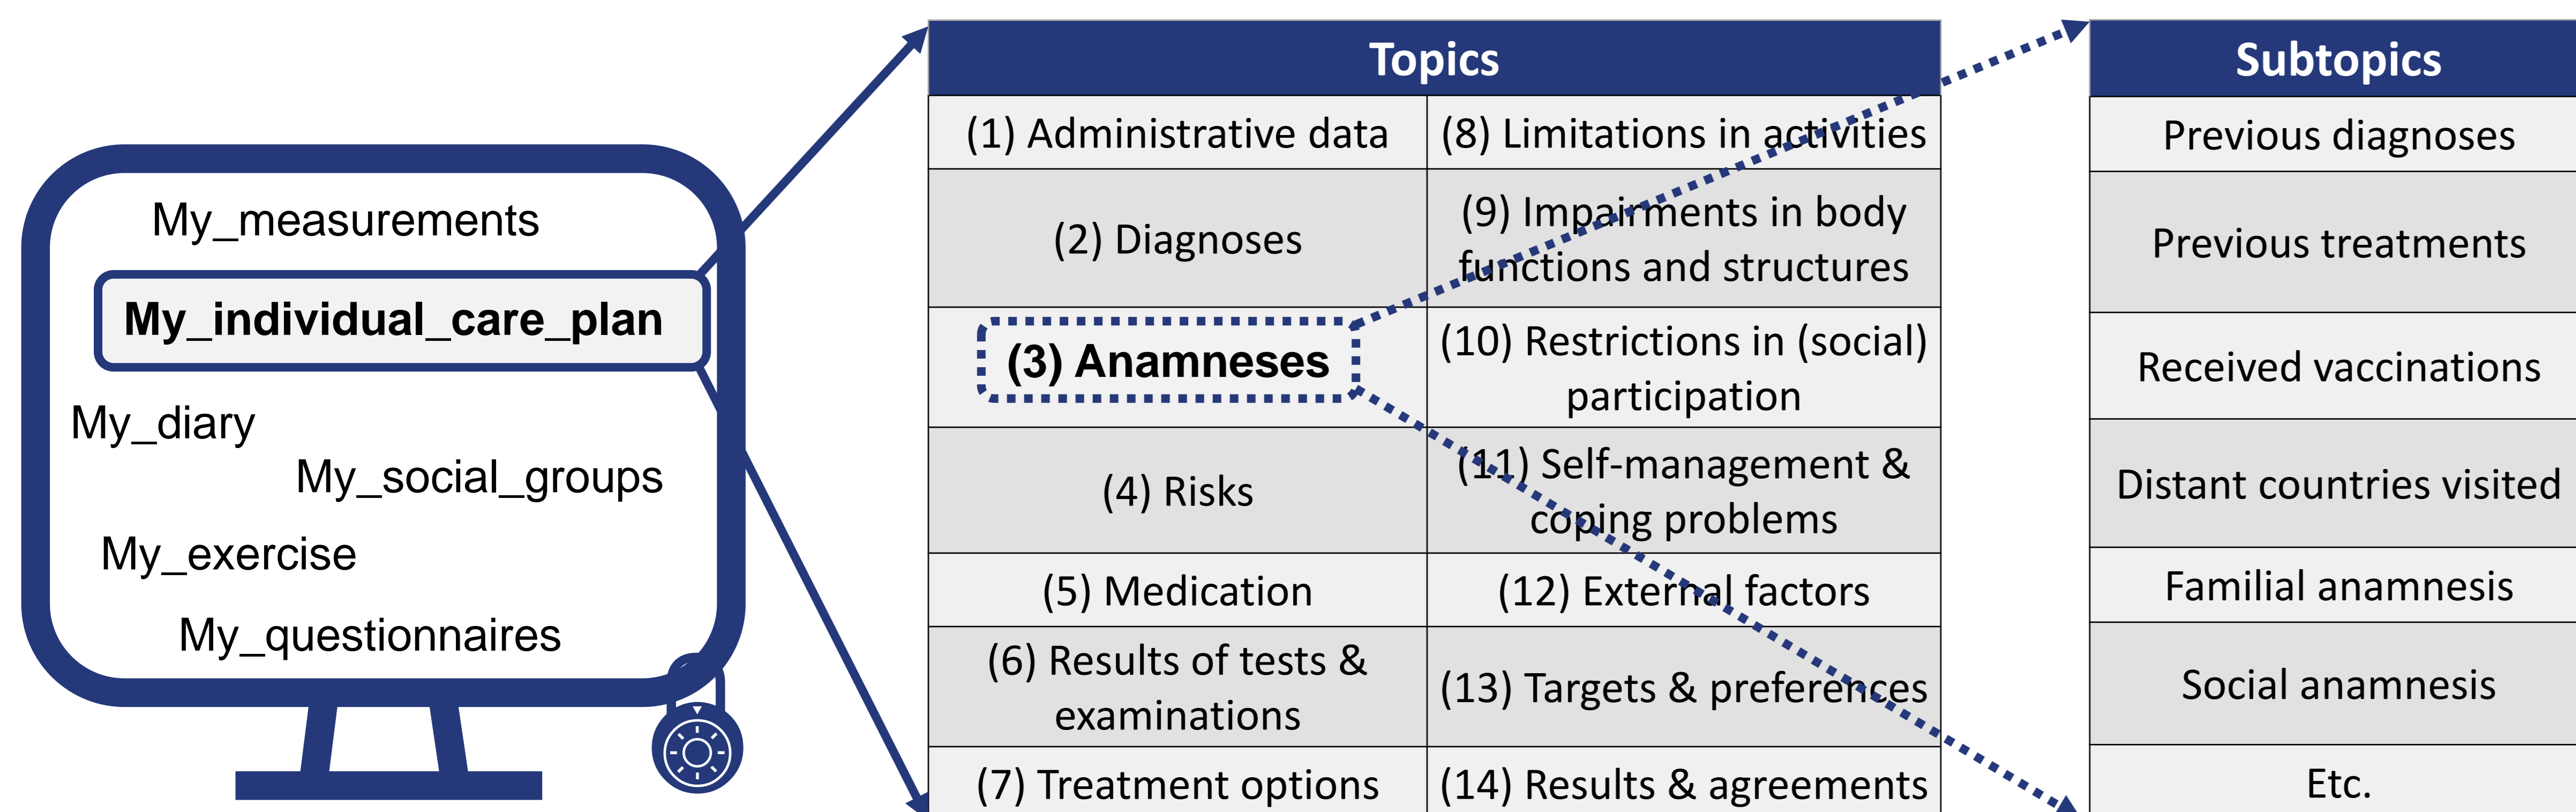 My_measurements
My_individual_care_plan
My_diary
My_social_groups
My_exercise
My_questionnaires
Topics
(1) Administrative data
(8) Limitations in activities
(2) Diagnoses
(9) Impairments in body
functions and structures
(3) Anamneses
(10) Restrictions in (social)
participation
(4) Risks
(11) Self-management &
coping problems
(5) Medication
(12) External factors
(6) Results of tests &
examinations
(13) Targets & preferences
(7) Treatment options
(14) Results & agreements
Subtopics
Previous diagnoses
Previous treatments
Received vaccinations
Distant countries visited
Familial anamnesis
Social anamnesis
Etc.